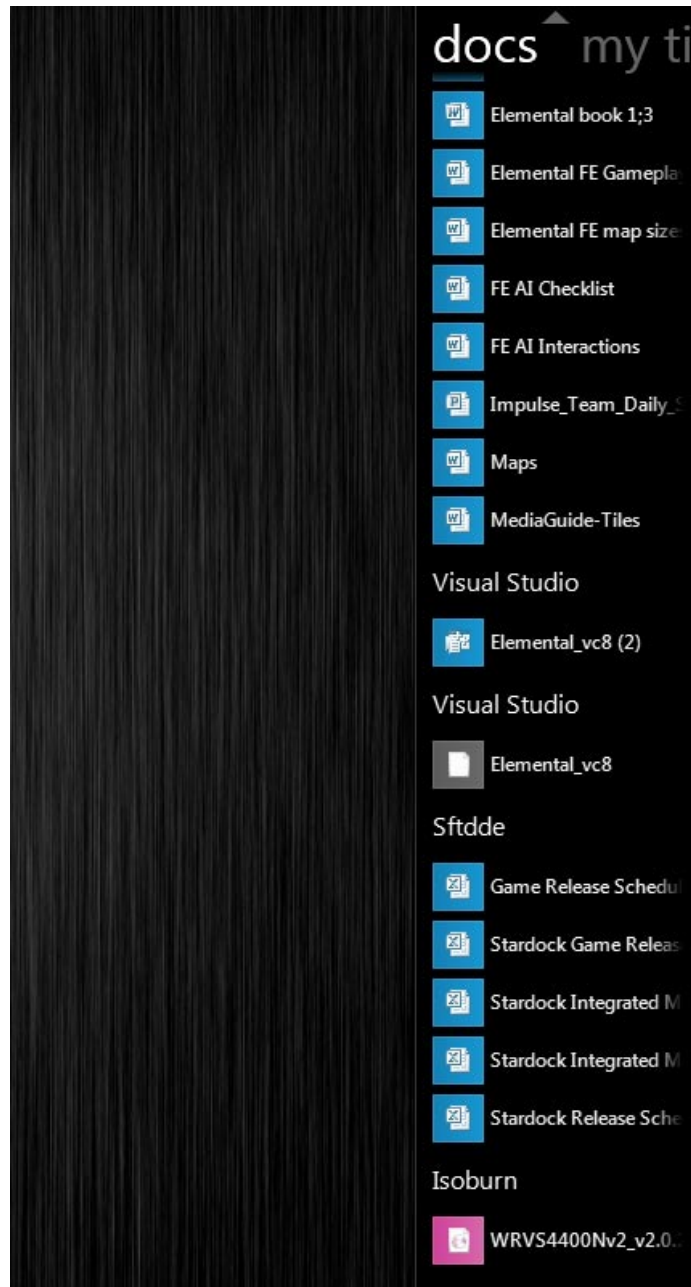 docs my ti
Elemental book 1;3
Elemental FE Gamepla
Elemental FE map size
FE AI Checklist
FE AI Interactions
Impulse_Team_Daily_S
Maps
MediaGuide-Tiles
Visual Studio
Elemental_vc8 (2)
Visual Studio
Elemental_vc8
Sftdde
Game Release Schedul
Stardock Game Releas
Stardock Integrated M
Stardock Integrated M
Stardock Release Sche
Isoburn
WRVS4400Nv2_v2.0.